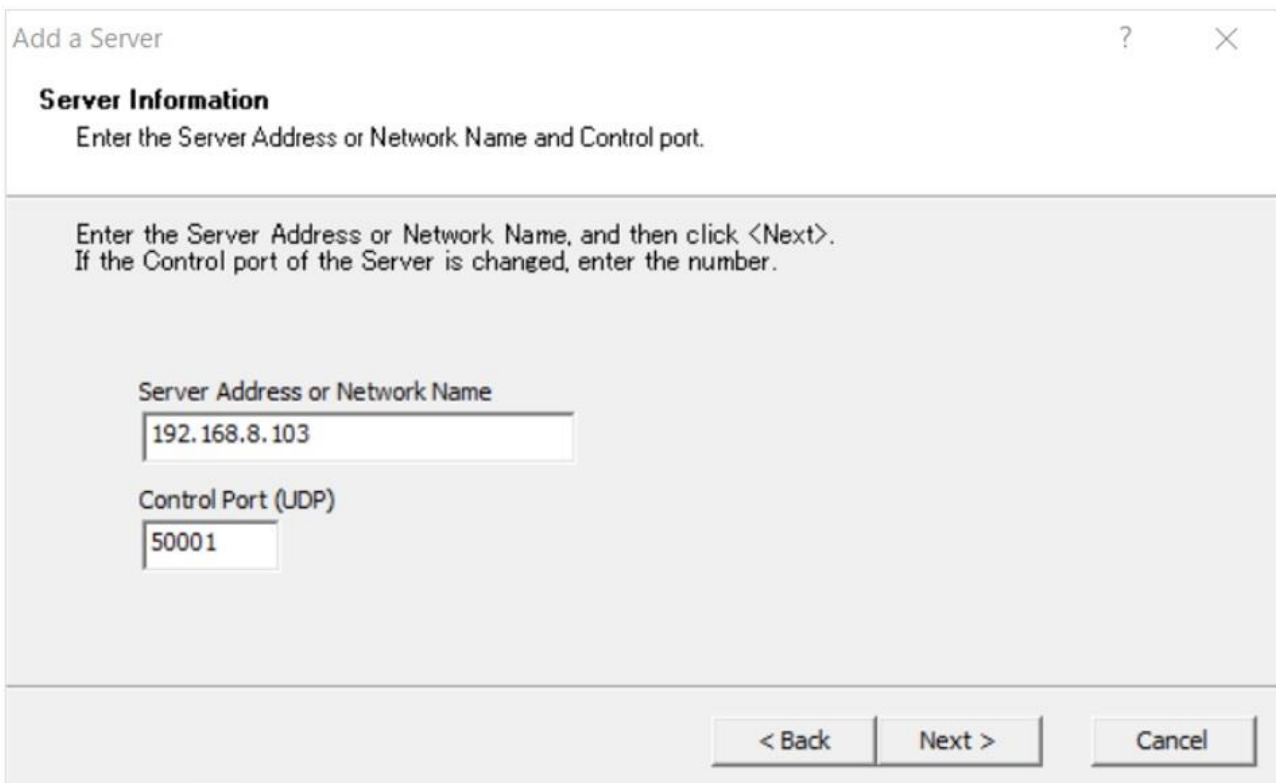 Add a Server
?
Server Information
Enter the Server Address or Network Name and Control port.
Enter the Server Address or Network Name, and then click <Next>.
If the Control port of the Server is changed, enter the number.
Server Address or Network Name
192.168.8.103
Control Port (UDP)
50001
< Back
Next >
Cancel